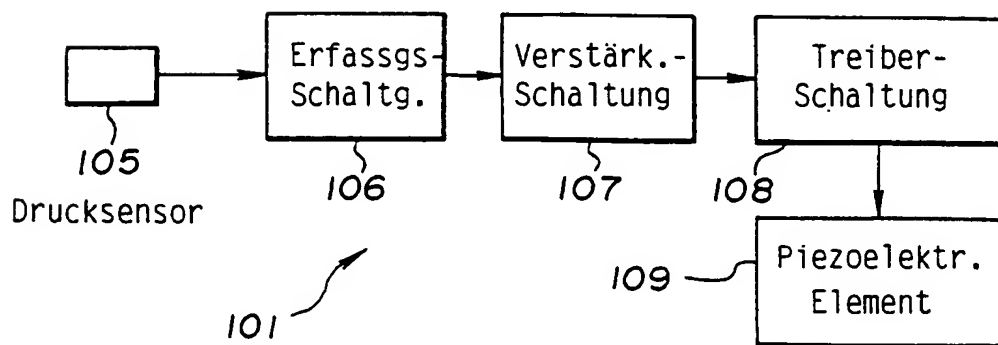 Erfassgs-
Schaltg.
Verstärk.-
Schaltung
Treiber-
Schaltung
105
106
107
108
Drucksensor
Piezoelektr.
Element
109
101